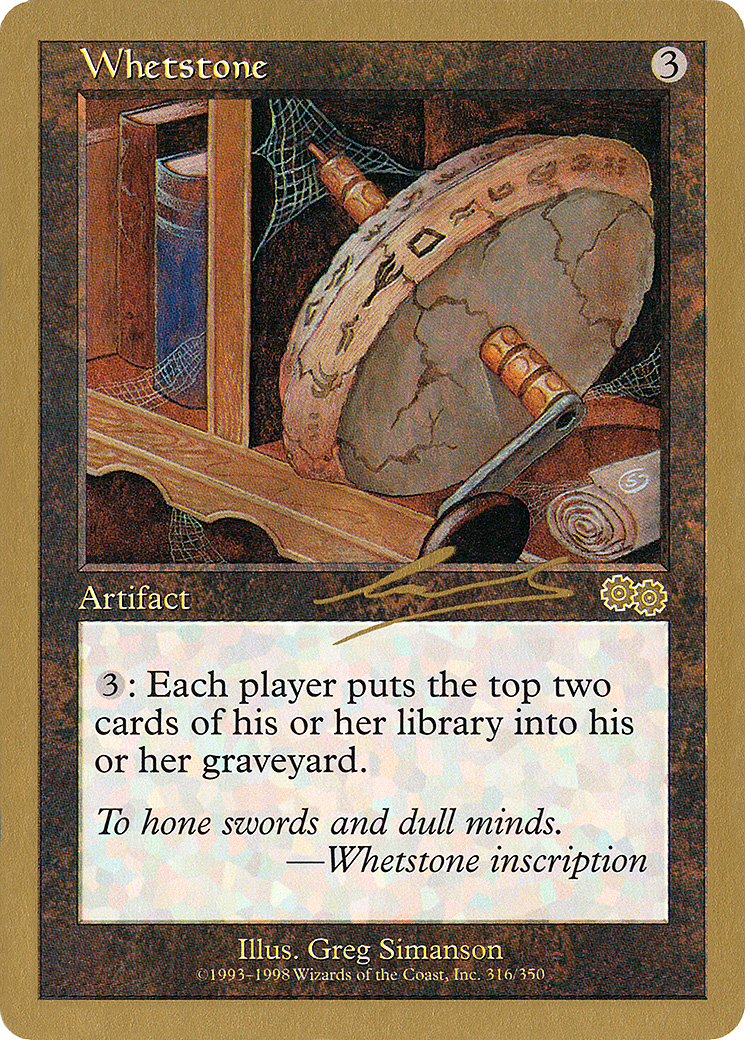 Whetstone 3
Artifact
3: Each player puts the top two
cards of his or her library into his
or her graveyard.
To hone swords and dull minds.
—Whetstone inscription
Illus. Greg Simanson
©1993–1998 Wizards of the Coast, Inc. 316/350